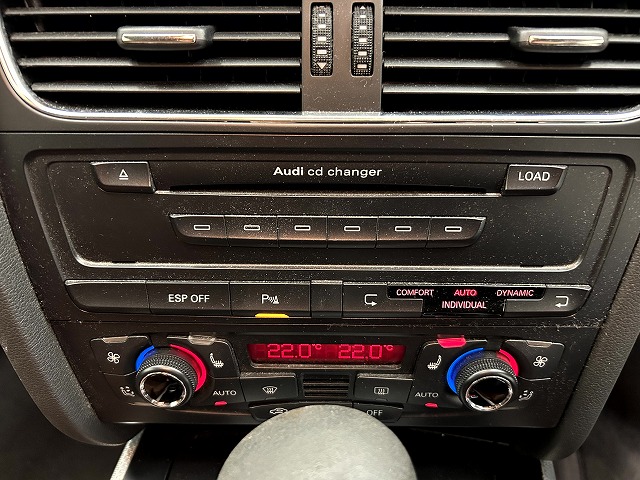 Audi cd changer
LOAD
ESP OFF
P
COMFORT AUTO DYNAMIC
INDIVIDUAL
22.0° 22.0°
AUTO
AUTO
OFF